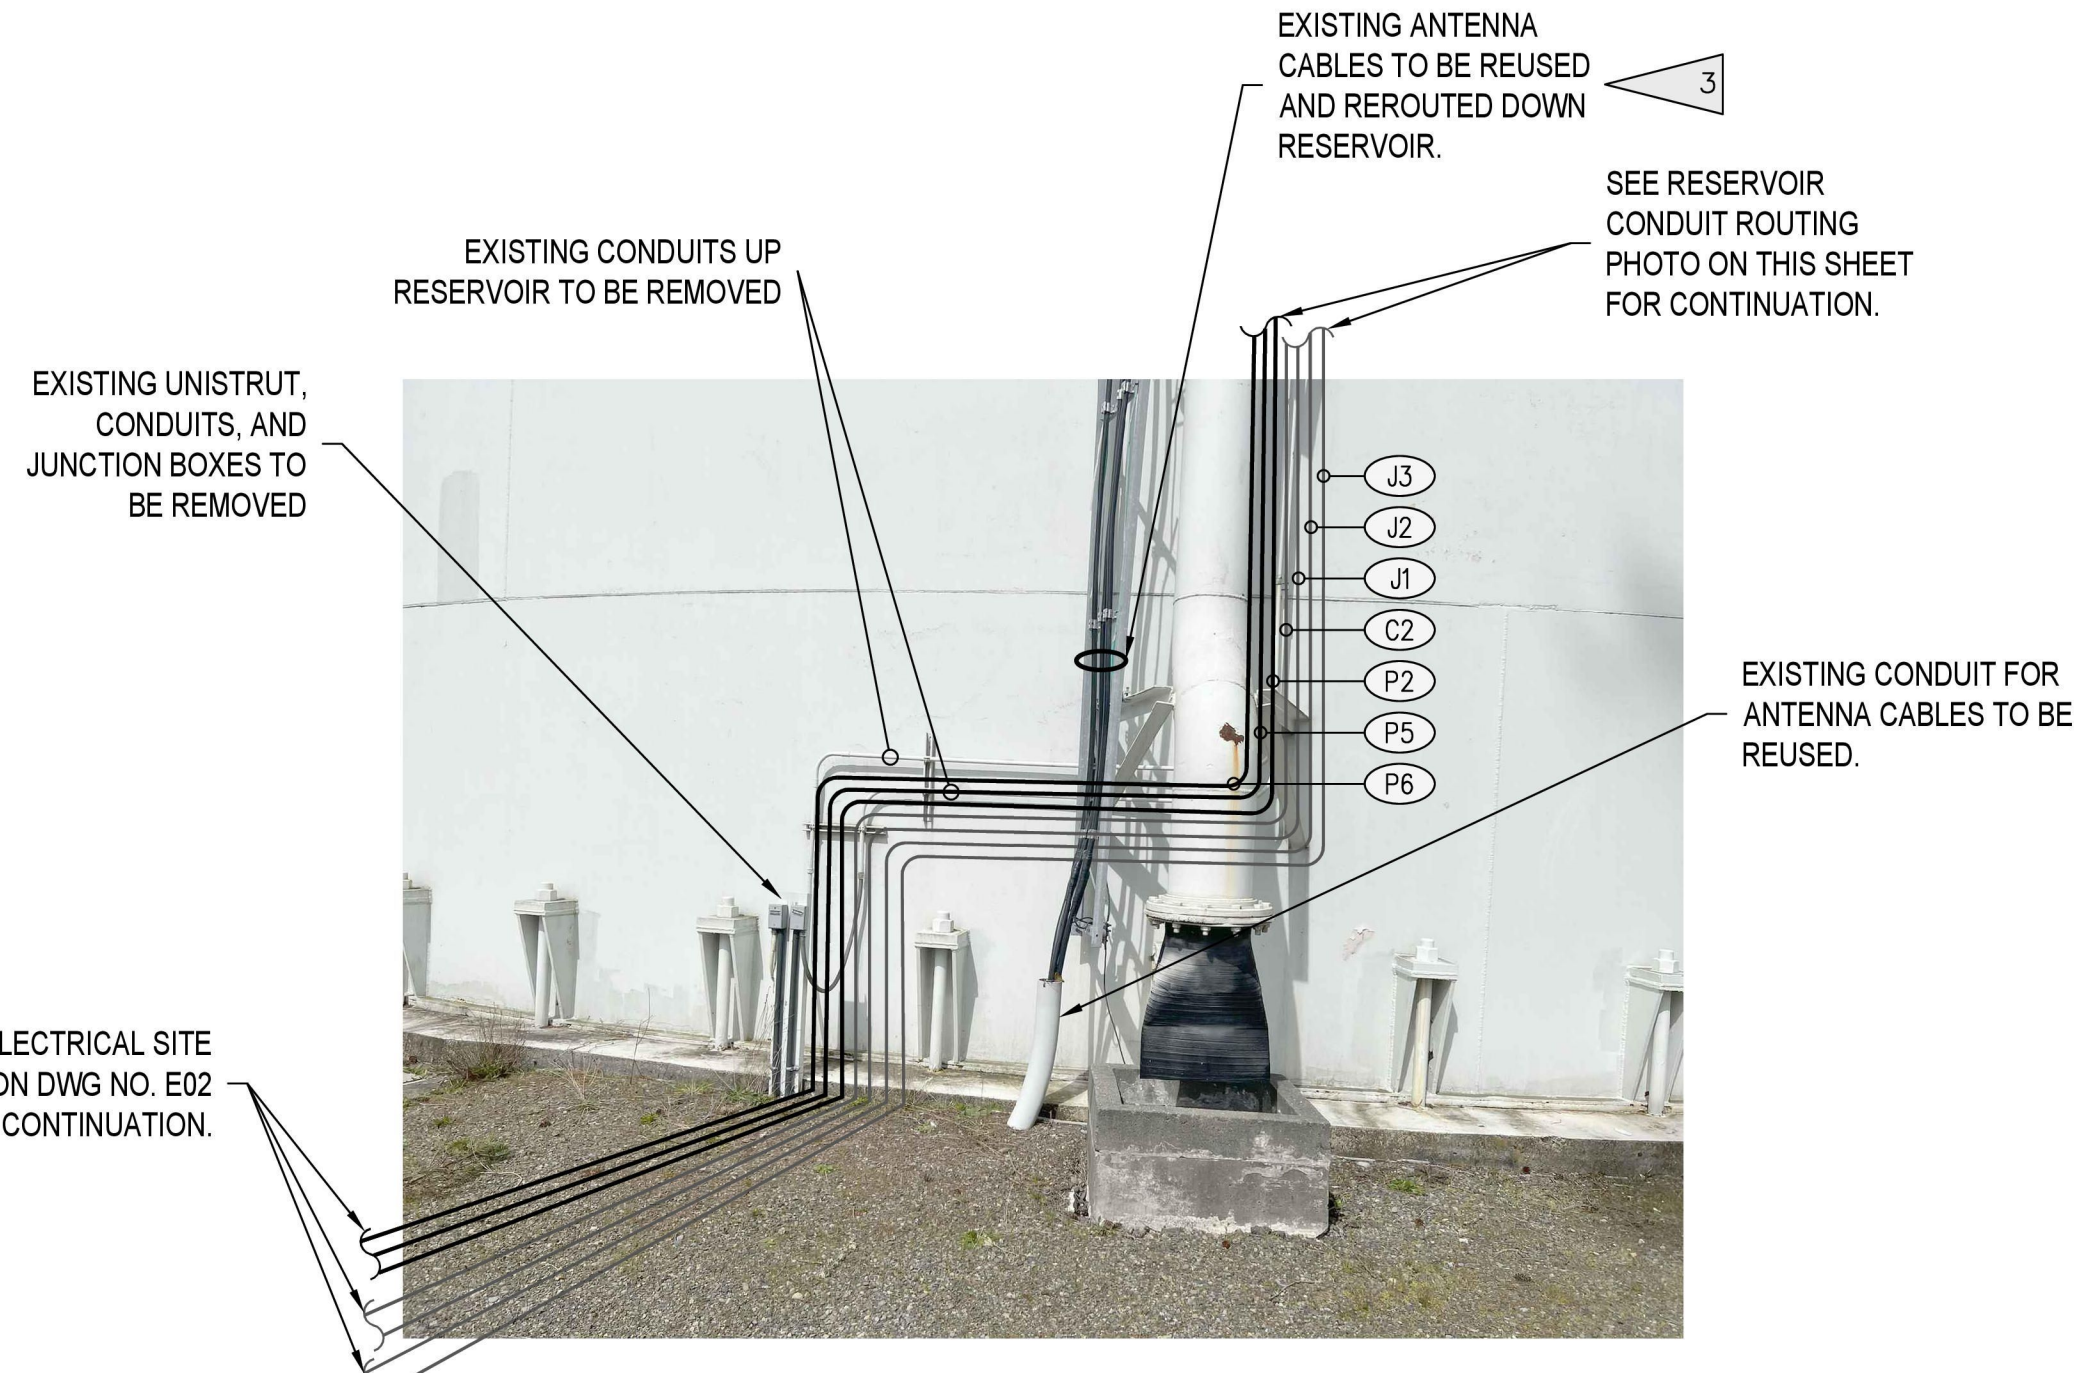 EXISTING ANTENNA
CABLES TO BE REUSED
AND REROUTED DOWN
RESERVOIR.
3
SEE RESERVOIR
CONDUIT ROUTING
PHOTO ON THIS SHEET
FOR CONTINUATION.
EXISTING CONDUITS UP
RESERVOIR TO BE REMOVED
EXISTING UNISTRUT,
CONDUITS, AND
JUNCTION BOXES TO
BE REMOVED
J3
J2
J1
C2
P2
P5
P6
EXISTING CONDUIT FOR
ANTENNA CABLES TO BE
REUSED.
LECTRICAL SITE
ON DWG NO. E02
CONTINUATION.